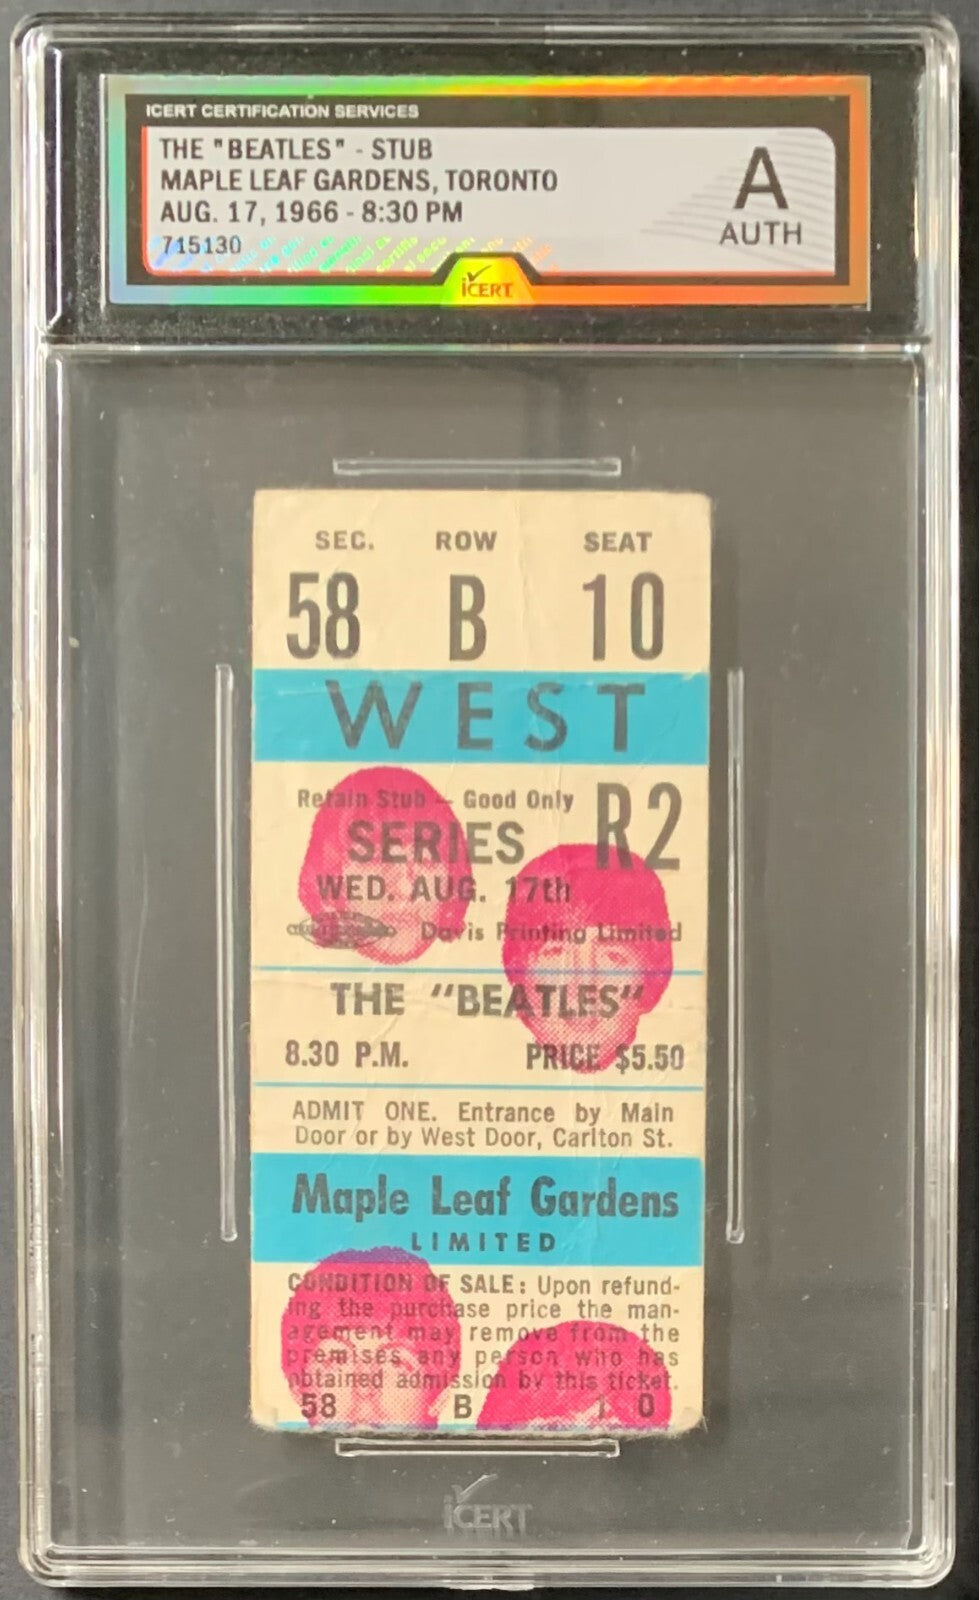 ICERT CERTIFICATION SERVICES
THE "BEATLES" - STUB
MAPLE LEAF GARDENS, TORONTO
AUG. 17, 1966 - 8:30 PM
715130
A
AUTH
iCERT
SEC. ROW SEAT
58 B 10
WEST
Retain Stub — Good Only
SERIES R2
WED. AUG. 17th
Davis Printing Limited
THE "BEATLES"
8.30 P.M. PRICE $5.50
ADMIT ONE. Entrance by Main
Door or by West Door, Carlton St.
Maple Leaf Gardens
LIMITED
CONDITION OF SALE: Upon refund-
ing the purchase price the man-
agement may remove from the
premises any person who has
obtained admission by this ticket.
58 B 10
iCERT